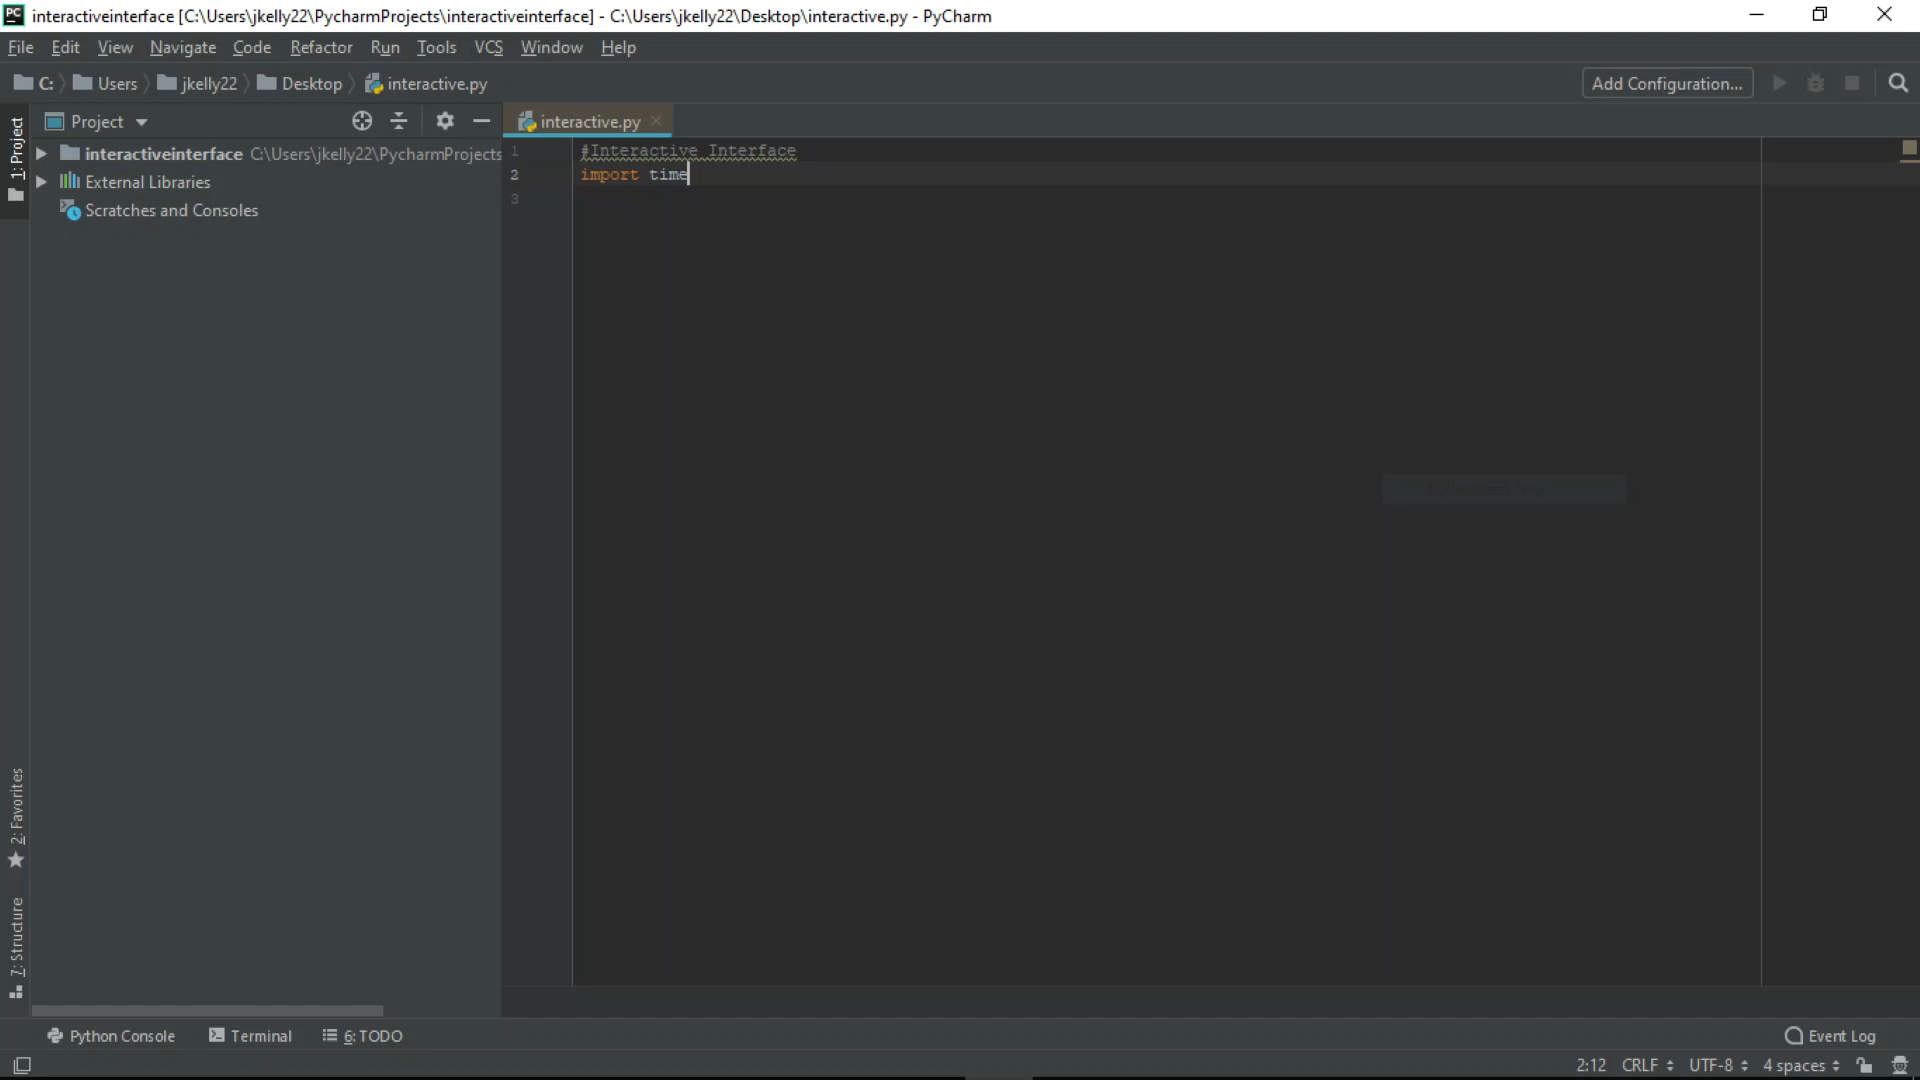 PC interactiveinterface [C:\Users\jkelly22\PycharmProjects\interactiveinterface] - C:\Users\jkelly22\Desktop\interactive.py - PyCharm
File Edit View Navigate Code Refactor Run Tools VCS Window Help
C: Users jkelly22 Desktop interactive.py Add Configuration...
1: Project
Project
interactive.py
interactiveinterface C:\Users\jkelly22\PycharmProjects
External Libraries
Scratches and Consoles
1 #Interactive Interface
2 import time
3
2: Favorites
7: Structure
Python Console Terminal 6: TODO Event Log
2:12 CRLF UTF-8 4 spaces